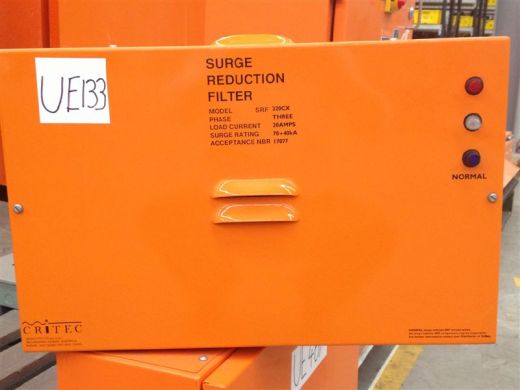 UE133
SURGE
REDUCTION
FILTER
MODEL SRF 320CX
PHASE THREE
LOAD CURRENT 20AMPS
SURGE RATING 70+40kA
ACCEPTANCE NBR 17077
NORMAL
CRITEC
UE40